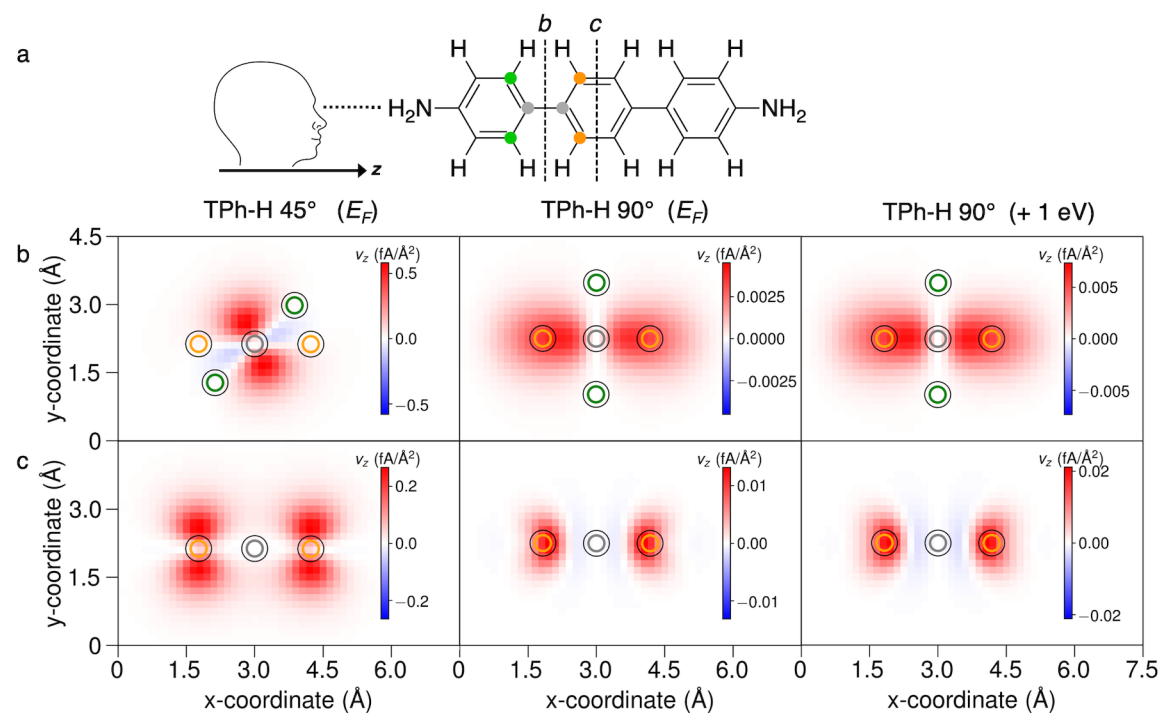 a
b c
H H H H H H
H₂N NH₂
H H H H H H
z
TPh-H 45° (E_F) TPh-H 90° (E_F) TPh-H 90° (+ 1 eV)
b
y-coordinate (Å)
4.5
3.0
1.5
0
v_z (fA/Å²)
0.5
0.0
−0.5
v_z (fA/Å²)
0.0025
0.0000
−0.0025
v_z (fA/Å²)
0.005
0.000
−0.005
c
y-coordinate (Å)
3.0
1.5
0
v_z (fA/Å²)
0.2
0.0
−0.2
v_z (fA/Å²)
0.01
0.00
−0.01
v_z (fA/Å²)
0.02
0.00
−0.02
0 1.5 3.0 4.5 6.0 0 1.5 3.0 4.5 6.0 0 1.5 3.0 4.5 6.0 7.5
x-coordinate (Å) x-coordinate (Å) x-coordinate (Å)